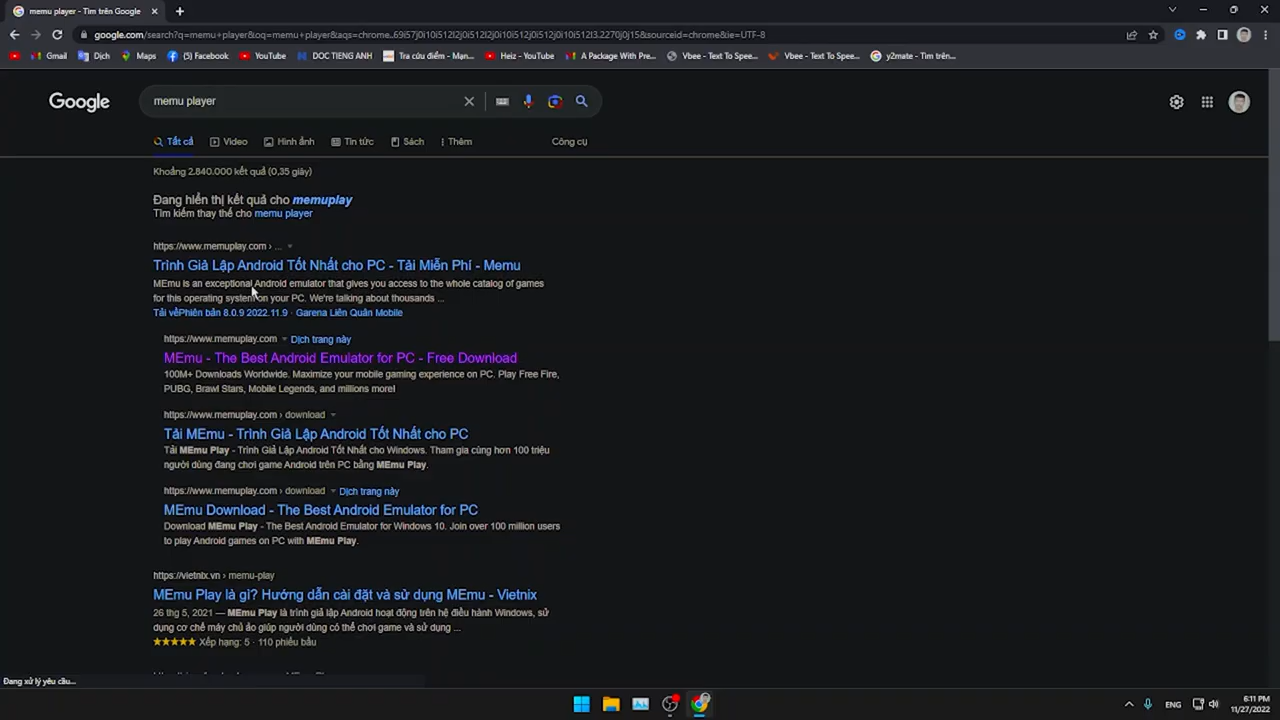 memu player - Tìm trên Google
google.com/search?q=memu+player&oq=memu+player&aqs=chrome..69i57j0i10i512l2j0i512j0i10i512j0i512l3.2270j0j15&sourceid=chrome&ie=UTF-8
Gmail
Dịch
Maps
(5) Facebook
YouTube
DOC TIENG ANH
Tra cứu điểm - Mạn...
Heiz - YouTube
A Package With Pre...
Vbee - Text To Spee...
Vbee - Text To Spee...
y2mate - Tìm trên...
Google
memu player
Tất cả
Video
Hình ảnh
Tin tức
Sách
Thêm
Công cụ
Khoảng 2.840.000 kết quả (0,35 giây)
Đang hiển thị kết quả cho memuplay
Tìm kiếm thay thế cho memu player
https://www.memuplay.com › ...
Trình Giả Lập Android Tốt Nhất cho PC - Tải Miễn Phí - Memu
MEmu is an exceptional Android emulator that gives you access to the whole catalog of games
for this operating system on your PC. We're talking about thousands ...
Tải vềPhiên bản 8.0.9 2022.11.9 · Garena Liên Quân Mobile
https://www.memuplay.com Dịch trang này
MEmu - The Best Android Emulator for PC - Free Download
100M+ Downloads Worldwide. Maximize your mobile gaming experience on PC. Play Free Fire,
PUBG, Brawl Stars, Mobile Legends, and millions more!
https://www.memuplay.com › download
Tải MEmu - Trình Giả Lập Android Tốt Nhất cho PC
Tải MEmu Play - Trình Giả Lập Android Tốt Nhất cho Windows. Tham gia cùng hơn 100 triệu
người dùng đang chơi game Android trên PC bằng MEmu Play.
https://www.memuplay.com › download Dịch trang này
MEmu Download - The Best Android Emulator for PC
Download MEmu Play - The Best Android Emulator for Windows 10. Join over 100 million users
to play Android games on PC with MEmu Play.
https://vietnix.vn › memu-play
MEmu Play là gì? Hướng dẫn cài đặt và sử dụng MEmu - Vietnix
26 thg 5, 2021 — MEmu Play là trình giả lập Android hoạt động trên hệ điều hành Windows, sử
dụng cơ chế máy chủ ảo giúp người dùng có thể chơi game và sử dụng ...
★★★★★ Xếp hạng: 5 · 110 phiếu bầu
Đang xử lý yêu cầu...
ENG
6:11 PM
11/27/2022